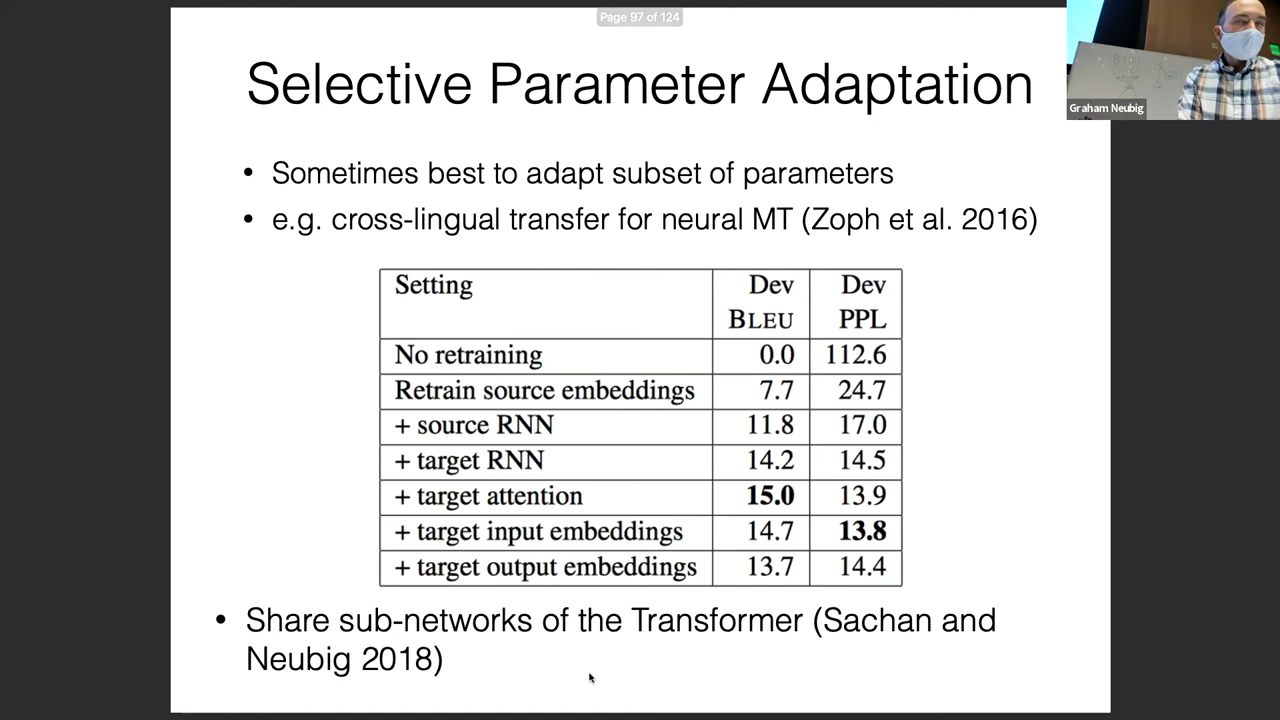 Page 97 of 124
Selective Parameter Adaptation
Graham Neubig
• Sometimes best to adapt subset of parameters
• e.g. cross-lingual transfer for neural MT (Zoph et al. 2016)
Setting Dev BLEU Dev PPL
No retraining 0.0 112.6
Retrain source embeddings 7.7 24.7
+ source RNN 11.8 17.0
+ target RNN 14.2 14.5
+ target attention 15.0 13.9
+ target input embeddings 14.7 13.8
+ target output embeddings 13.7 14.4
• Share sub-networks of the Transformer (Sachan and
Neubig 2018)